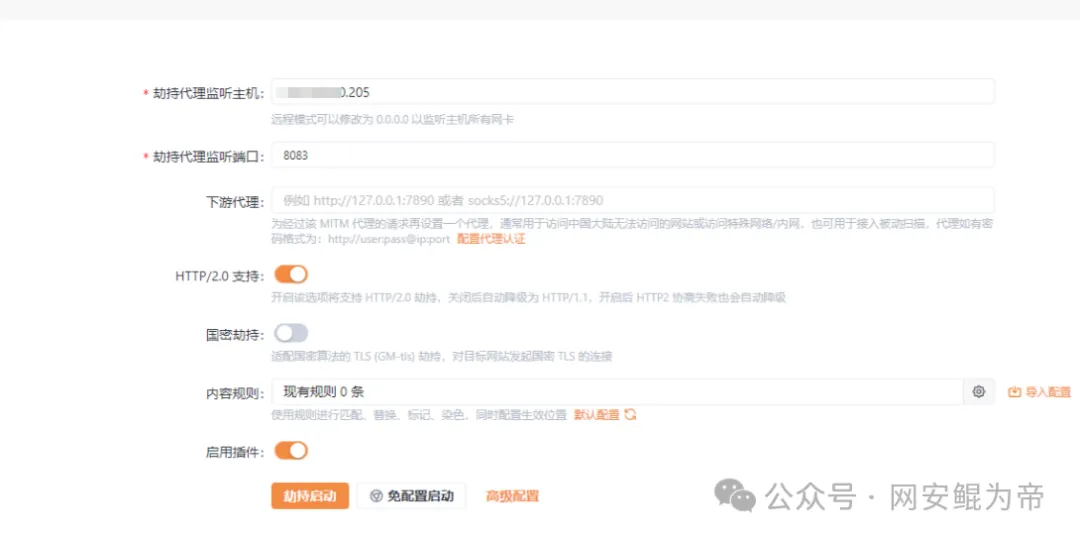 * 劫持代理监听主机: 0.205
远程模式可以修改为 0.0.0.0 以监听主机所有网卡
* 劫持代理监听端口: 8083
下游代理: 例如 http://127.0.0.1:7890 或者 socks5://127.0.0.1:7890
为经过该 MITM 代理的请求再设置一个代理，通常用于访问中国大陆无法访问的网站或访问特殊网络/内网，也可用于接入被动扫描，代理如有密
码格式为：http://user:pass@ip:port 配置代理认证
HTTP/2.0 支持:
开启该选项将支持 HTTP/2.0 劫持，关闭后自动降级为 HTTP/1.1，开启后 HTTP2 协商失败也会自动降级
国密劫持:
适配国密算法的 TLS (GM-tls) 劫持，对目标网站发起国密 TLS 的连接
内容规则: 现有规则 0 条 导入配置
使用规则进行匹配、替换、标记、染色，同时配置生效位置 默认配置
启用插件:
劫持启动 免配置启动 高级配置
公众号 · 网安鲲为帝